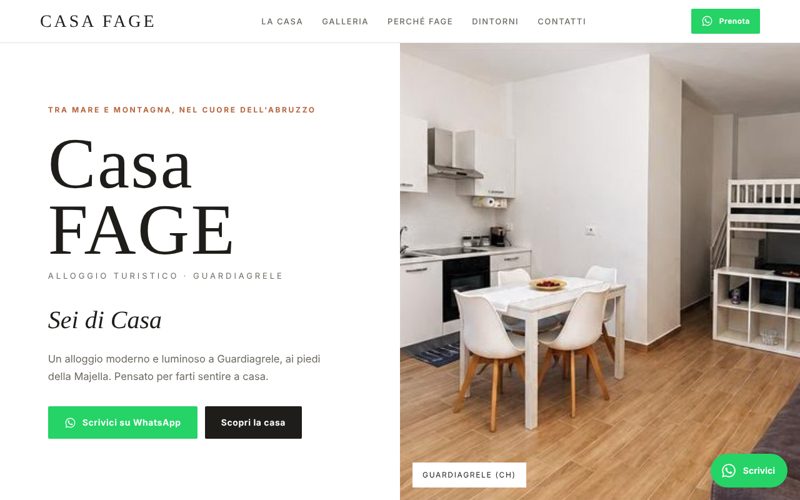 CASA FAGE
LA CASA
GALLERIA
PERCHÉ FAGE
DINTORNI
CONTATTI
Prenota
TRA MARE E MONTAGNA, NEL CUORE DELL'ABRUZZO
Casa
FAGE
ALLOGGIO TURISTICO · GUARDIAGRELE
Sei di Casa
Un alloggio moderno e luminoso a Guardiagrele, ai piedi
della Majella. Pensato per farti sentire a casa.
Scrivici su WhatsApp
Scopri la casa
GUARDIAGRELE (CH)
Scrivici